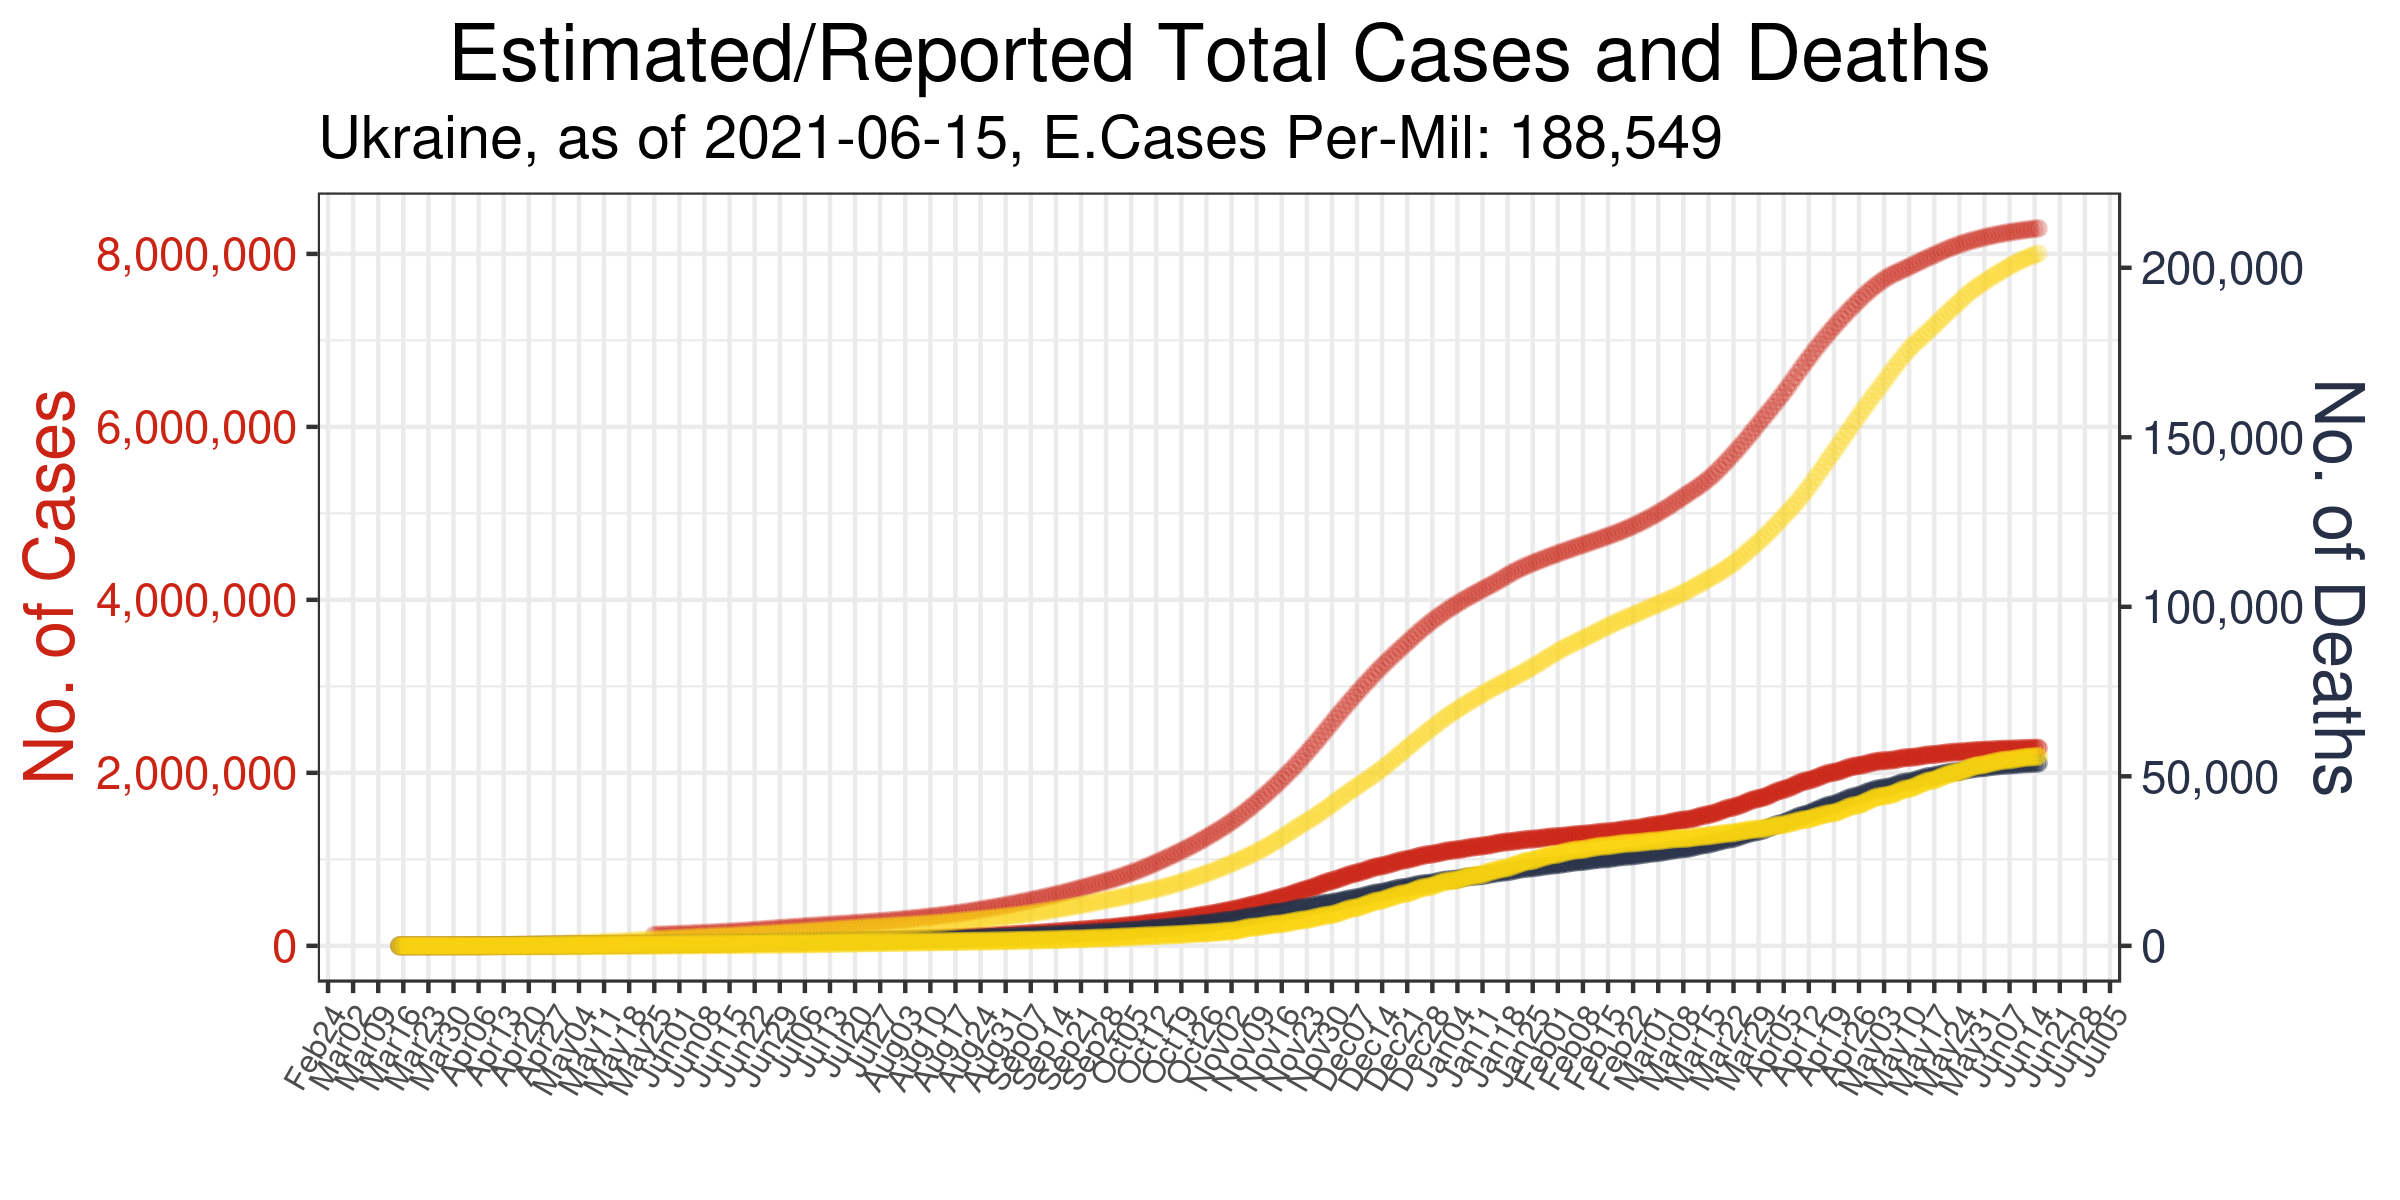 Estimated/Reported Total Cases and Deaths
Ukraine, as of 2021-06-15, E.Cases Per-Mil: 188,549
No. of Cases
8,000,000
6,000,000
4,000,000
2,000,000
0
200,000
150,000
100,000
50,000
0
No. of Deaths
Feb24
Mar02
Mar09
Mar16
Mar23
Mar30
Apr06
Apr13
Apr20
Apr27
May04
May11
May18
May25
Jun01
Jun08
Jun15
Jun22
Jun29
Jul06
Jul13
Jul20
Jul27
Aug03
Aug10
Aug17
Aug24
Aug31
Sep07
Sep14
Sep21
Sep28
Oct05
Oct12
Oct19
Oct26
Nov02
Nov09
Nov16
Nov23
Nov30
Dec07
Dec14
Dec21
Dec28
Jan04
Jan11
Jan18
Jan25
Feb01
Feb08
Feb15
Feb22
Mar01
Mar08
Mar15
Mar22
Mar29
Apr05
Apr12
Apr19
Apr26
May03
May10
May17
May24
May31
Jun07
Jun14
Jun21
Jun28
Jul05